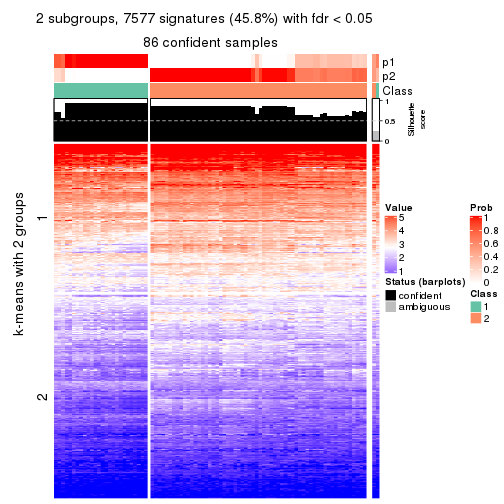 2 subgroups, 7577 signatures (45.8%) with fdr < 0.05
86 confident samples
p1
p2
Class
1
0.5
0
Silhouette
score
k-means with 2 groups
1
2
Value
5
4
3
2
1
Status (barplots)
confident
ambiguous
Prob
1
0.8
0.6
0.4
0.2
0
Class
1
2